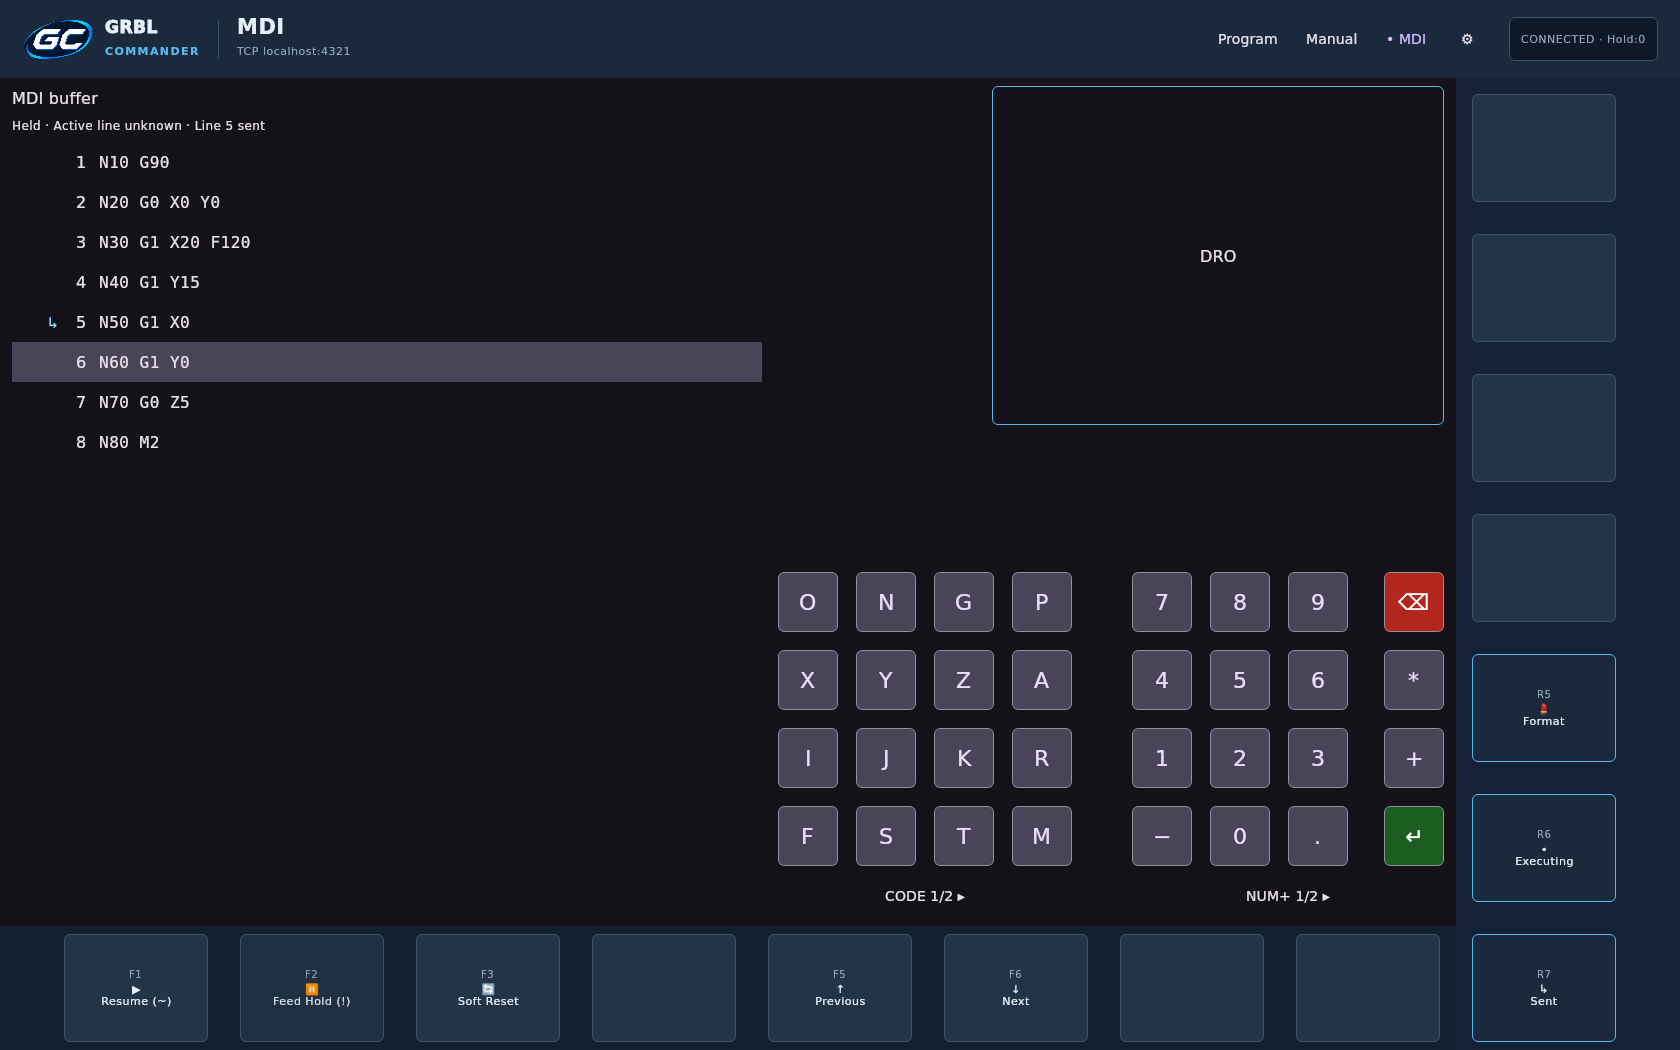 GC
GRBL
COMMANDER
MDI
TCP localhost:4321
Program
Manual
• MDI
⚙
CONNECTED · Hold:0
MDI buffer
Held · Active line unknown · Line 5 sent
1 N10 G90
2 N20 G0 X0 Y0
3 N30 G1 X20 F120
4 N40 G1 Y15
↳ 5 N50 G1 X0
6 N60 G1 Y0
7 N70 G0 Z5
8 N80 M2
DRO
O N G P 7 8 9 ⌫
X Y Z A 4 5 6 *
I J K R 1 2 3 +
F S T M − 0 . ↵
CODE 1/2 ▸
NUM+ 1/2 ▸
R5
Format
R6
•
Executing
R7
↳
Sent
F1
▶
Resume (~)
F2
⏸
Feed Hold (!)
F3
🔄
Soft Reset
F5
↑
Previous
F6
↓
Next